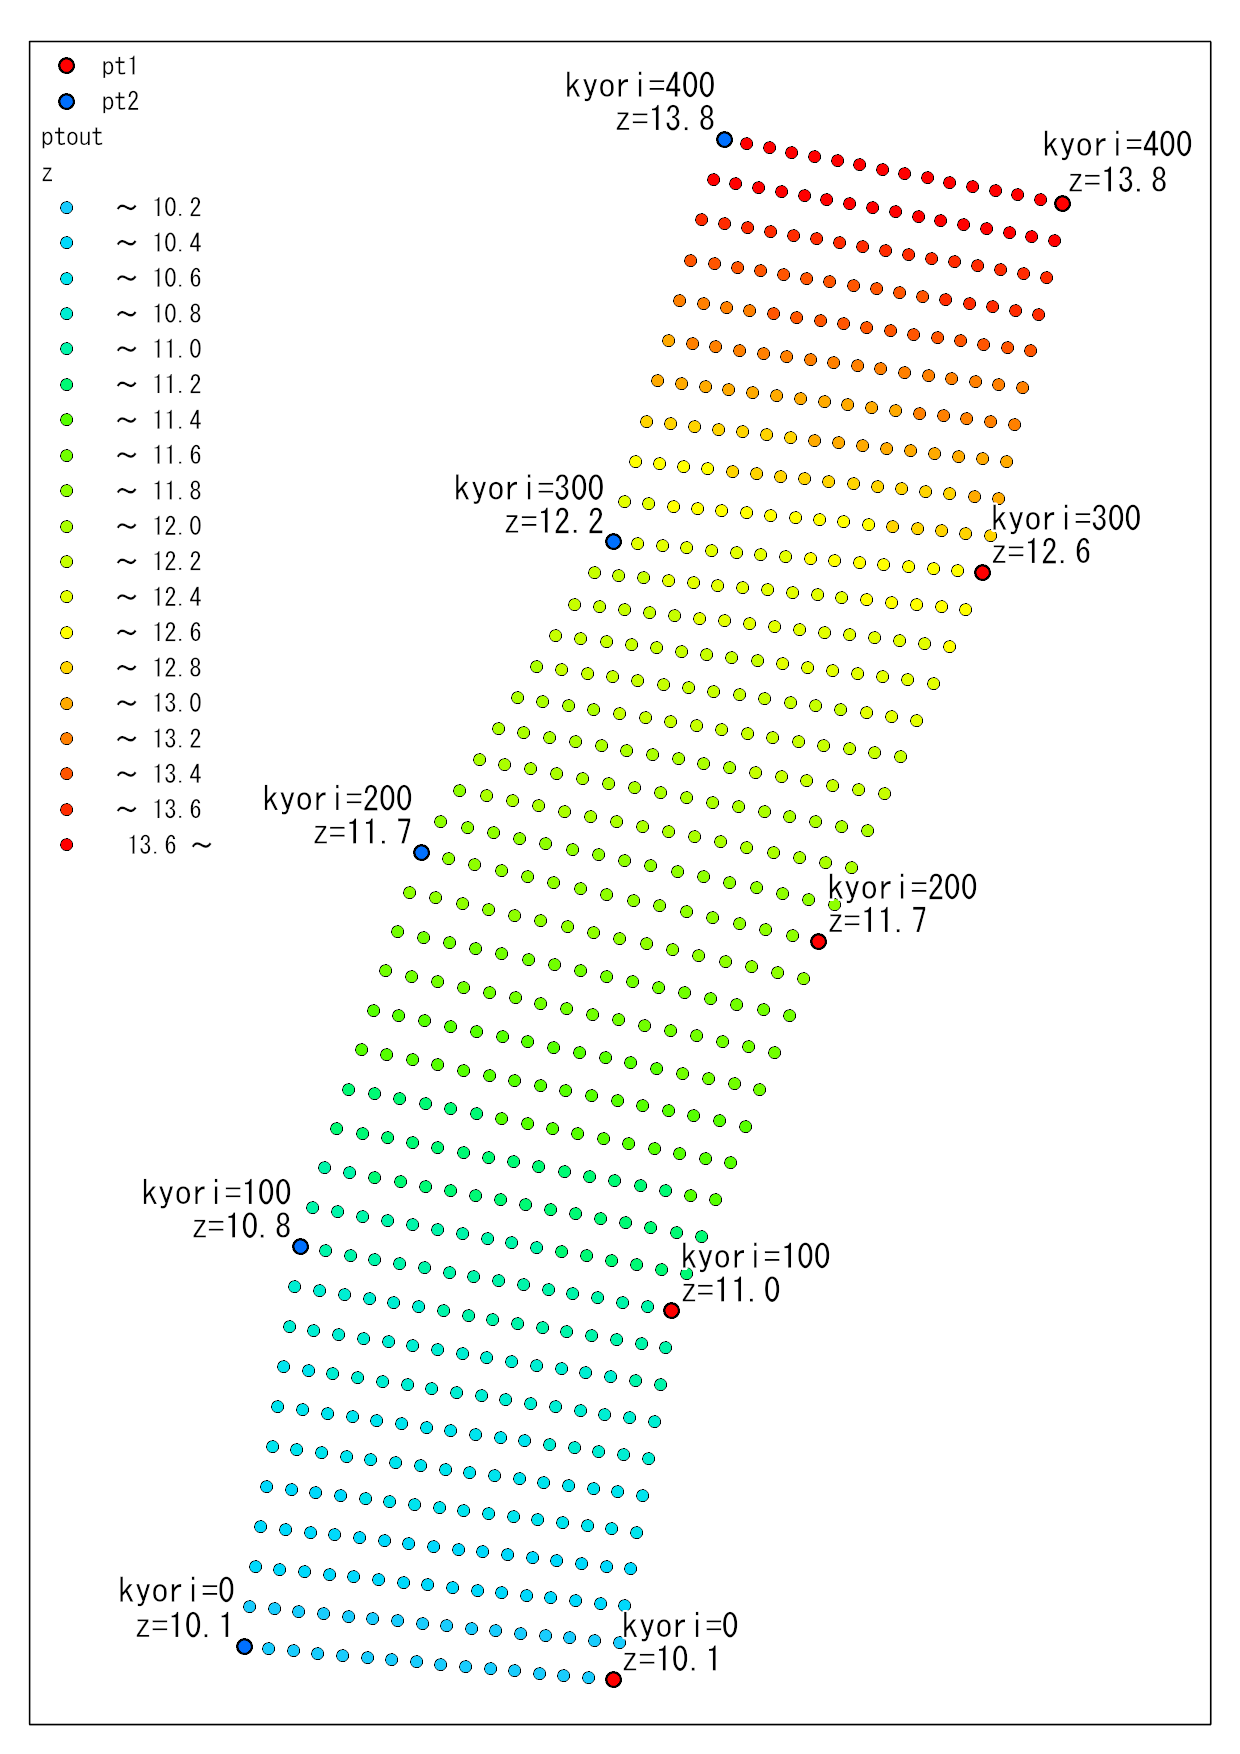 pt1
pt2
ptout
z
～ 10.2
～ 10.4
～ 10.6
～ 10.8
～ 11.0
～ 11.2
～ 11.4
～ 11.6
～ 11.8
～ 12.0
～ 12.2
～ 12.4
～ 12.6
～ 12.8
～ 13.0
～ 13.2
～ 13.4
～ 13.6
13.6 ～
kyori=400
z=13.8
kyori=400
z=13.8
kyori=300
z=12.2
kyori=300
z=12.6
kyori=200
z=11.7
kyori=200
z=11.7
kyori=100
z=10.8
kyori=100
z=11.0
kyori=0
z=10.1
kyori=0
z=10.1